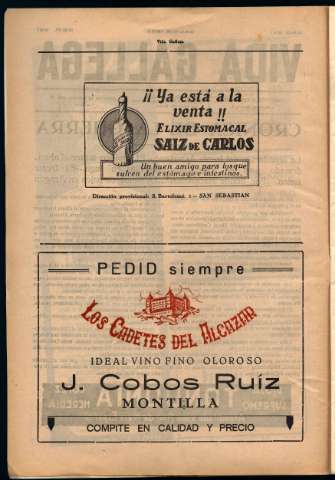 Vida Gallega
¡¡Ya está a la
venta!!
ELIXIR ESTOMACAL
SAIZ DE CARLOS
Un buen amigo para los que
sufren del estómago e intestinos.
Dirección provisional: S. Bartolomé, 1 — SAN SEBASTIAN
PEDID siempre
LOS CADETES DEL ALCAZAR
IDEAL VINO FINO OLOROSO
J. Cobos Ruíz
MONTILLA
COMPITE EN CALIDAD Y PRECIO